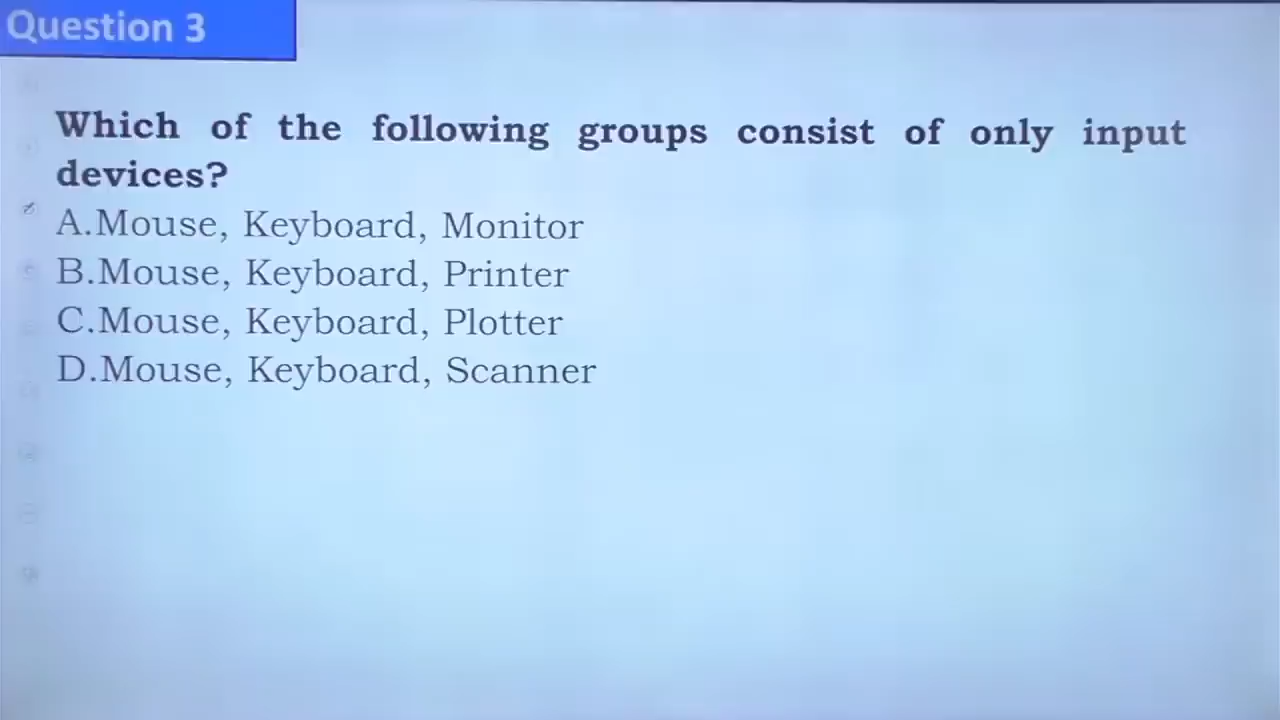 Question 3
Which of the following groups consist of only input
devices?
A.Mouse, Keyboard, Monitor
B.Mouse, Keyboard, Printer
C.Mouse, Keyboard, Plotter
D.Mouse, Keyboard, Scanner